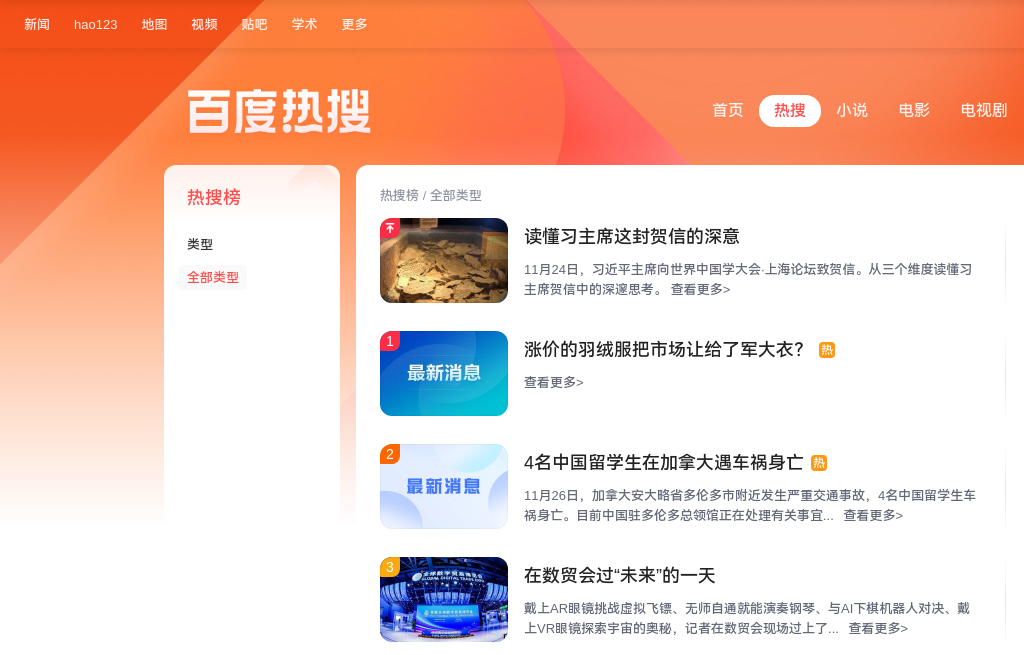 新闻 hao123 地图 视频 贴吧 学术 更多
百度热搜
首页 热搜 小说 电影 电视剧
热搜榜
类型
全部类型
热搜榜 / 全部类型
读懂习主席这封贺信的深意
11月24日，习近平主席向世界中国学大会·上海论坛致贺信。从三个维度读懂习
主席贺信中的深邃思考。 查看更多>
1
最新消息
涨价的羽绒服把市场让给了军大衣？ 热
查看更多>
2
最新消息
4名中国留学生在加拿大遇车祸身亡 热
11月26日，加拿大安大略省多伦多市附近发生严重交通事故，4名中国留学生车
祸身亡。目前中国驻多伦多总领馆正在处理有关事宜... 查看更多>
3
全球数字贸易博览会
GLOBAL DIGITAL TRADE EXPO
在数贸会过“未来”的一天
戴上AR眼镜挑战虚拟飞镖、无师自通就能演奏钢琴、与AI下棋机器人对决、戴
上VR眼镜探索宇宙的奥秘，记者在数贸会现场过上了... 查看更多>